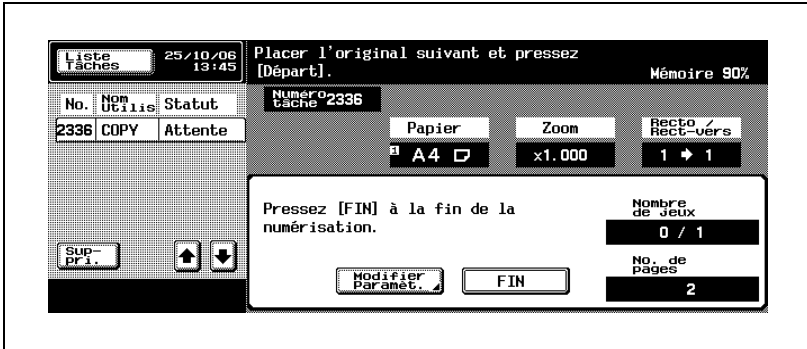 Liste
Tâches
25/10/06
13:45
Placer l'original suivant et pressez
[Départ].
Mémoire 90%
No. Nom
Utilis Statut
2336 COPY Attente
Numéro
tâche 2336
Papier
Zoom
Recto /
Rect-vers
1 A4
x1.000
1 → 1
Pressez [FIN] à la fin de la
numérisation.
Nombre
de jeux
0 / 1
No. de
pages
2
Sup-
pri.
Modifier
Paramèt.
FIN